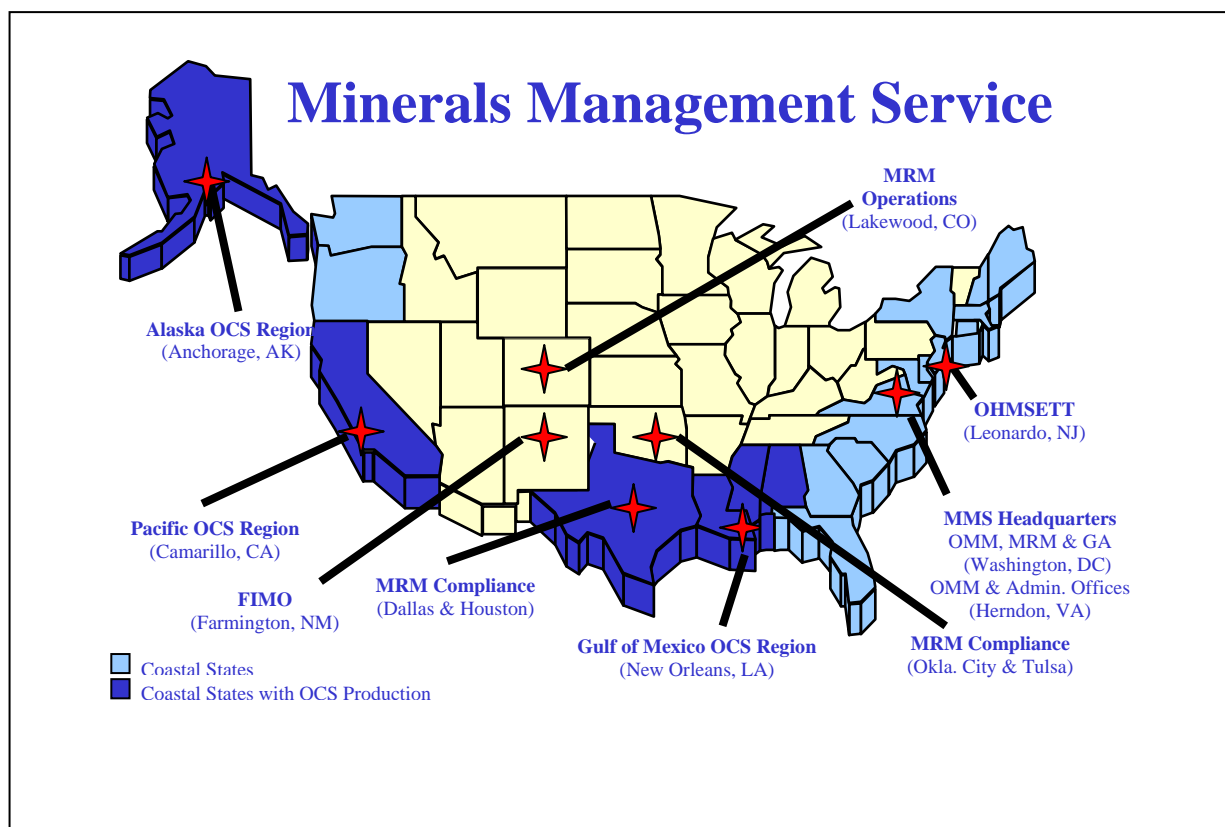 Minerals Management Service
MRM
Operations
(Lakewood, CO)
Alaska OCS Region
(Anchorage, AK)
OHMSETT
(Leonardo, NJ)
Pacific OCS Region
(Camarillo, CA)
MMS Headquarters
OMM, MRM & GA
(Washington, DC)
OMM & Admin. Offices
(Herndon, VA)
FIMO
(Farmington, NM)
MRM Compliance
(Dallas & Houston)
Gulf of Mexico OCS Region
(New Orleans, LA)
MRM Compliance
(Okla. City & Tulsa)
Coastal States
Coastal States with OCS Production